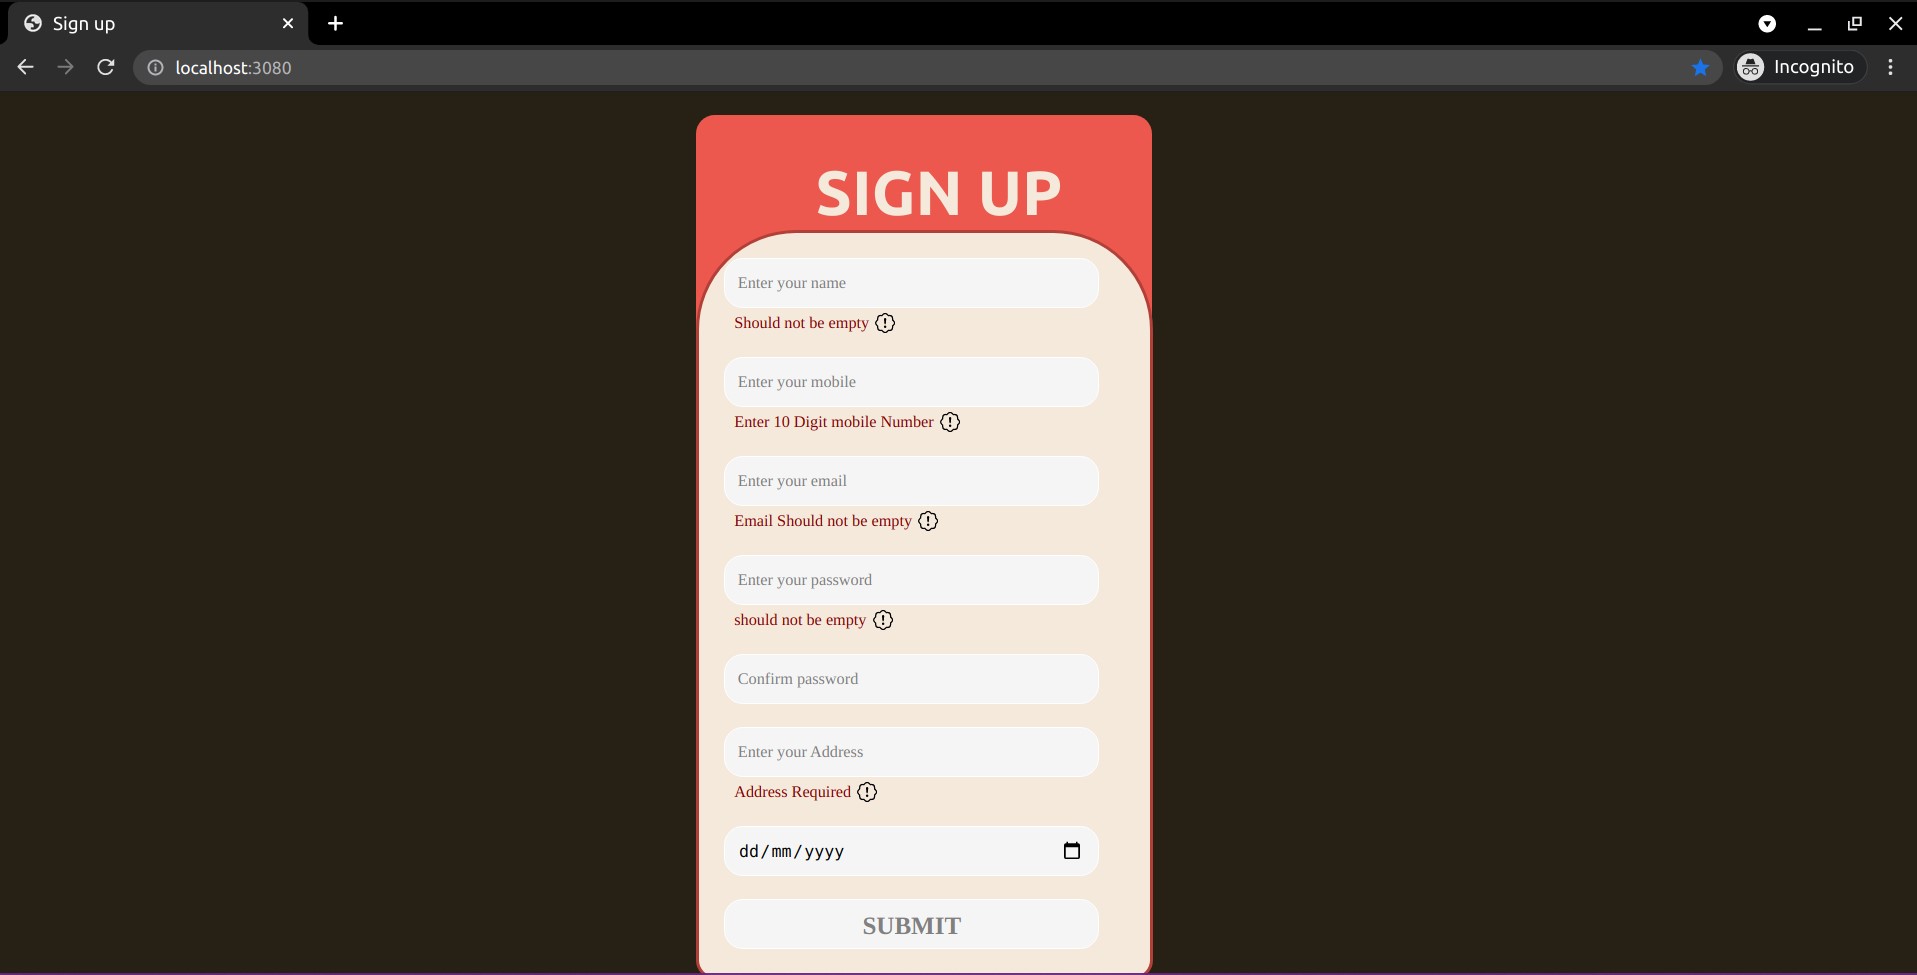 Sign up
localhost:3080
Incognito
SIGN UP
Enter your name
Should not be empty
Enter your mobile
Enter 10 Digit mobile Number
Enter your email
Email Should not be empty
Enter your password
should not be empty
Confirm password
Enter your Address
Address Required
dd/mm/yyyy
SUBMIT